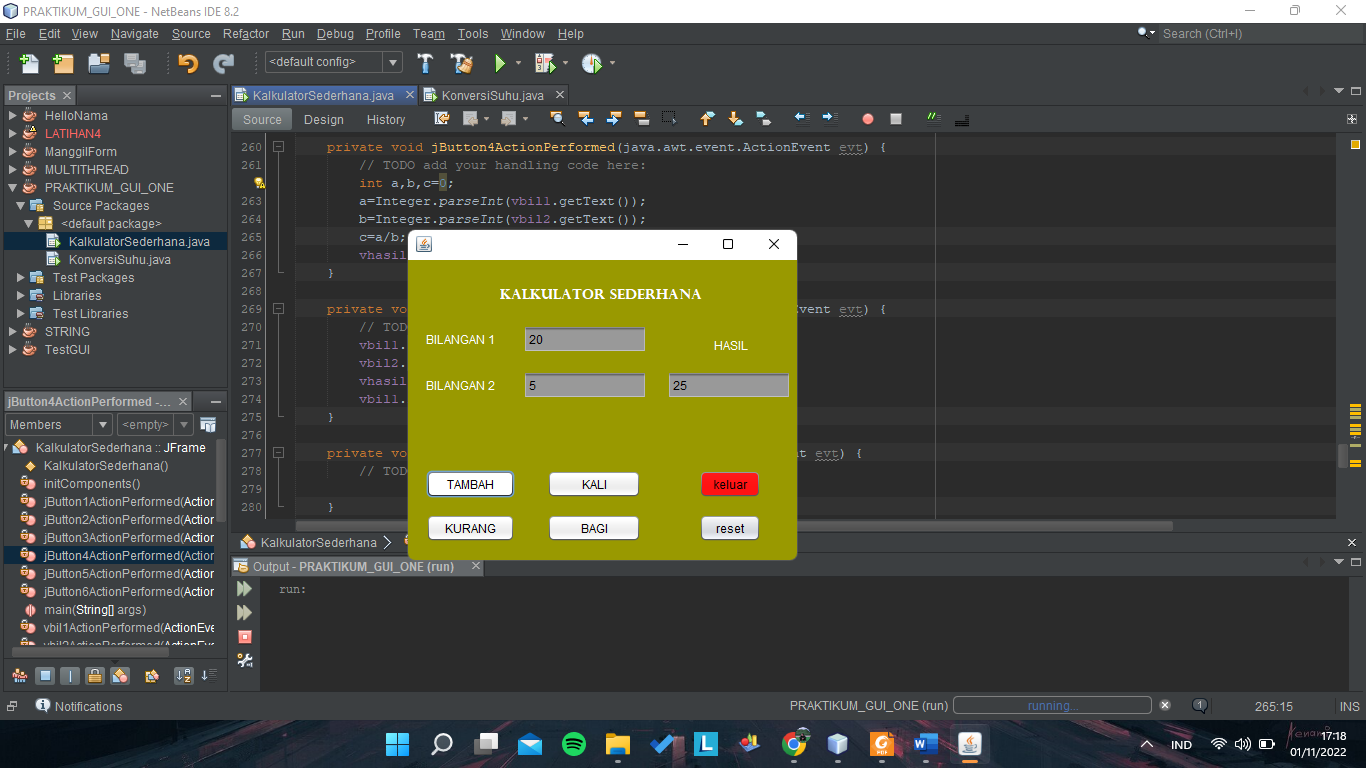 PRAKTIKUM_GUI_ONE - NetBeans IDE 8.2
File Edit View Navigate Source Refactor Run Debug Profile Team Tools Window Help
Search (Ctrl+I)
<default config>
Projects
HelloNama
LATIHAN4
ManggilForm
MULTITHREAD
PRAKTIKUM_GUI_ONE
Source Packages
<default package>
KalkulatorSederhana.java
KonversiSuhu.java
Test Packages
Libraries
Test Libraries
STRING
TestGUI
jButton4ActionPerformed -...
Members
<empty>
KalkulatorSederhana :: JFrame
KalkulatorSederhana()
initComponents()
jButton1ActionPerformed(Action
jButton2ActionPerformed(Action
jButton3ActionPerformed(Action
jButton4ActionPerformed(Action
jButton5ActionPerformed(Action
jButton6ActionPerformed(Action
main(String[] args)
vbil1ActionPerformed(ActionEve
vbil2ActionPerformed(ActionEve
KalkulatorSederhana.java
KonversiSuhu.java
Source Design History
260 private void jButton4ActionPerformed(java.awt.event.ActionEvent evt) {
261 // TODO add your handling code here:
int a,b,c=0;
263 a=Integer.parseInt(vbil1.getText());
264 b=Integer.parseInt(vbil2.getText());
265 c=a/b;
266 vhasil
267 }
268
269 private vo
vent evt) {
270 // TOD
271 vbil1.
272 vbil2.
273 vhasil
274 vbil1.
275 }
276
277 private vo
t evt) {
278 // TOD
279
280 }
KALKULATOR SEDERHANA
BILANGAN 1 20
HASIL
BILANGAN 2 5 25
TAMBAH KALI keluar
KURANG BAGI reset
KalkulatorSederhana
Output - PRAKTIKUM_GUI_ONE (run)
run:
Notifications
PRAKTIKUM_GUI_ONE (run)
running...
1
265:15
INS
L
PDF
W
IND
17:18
01/11/2022